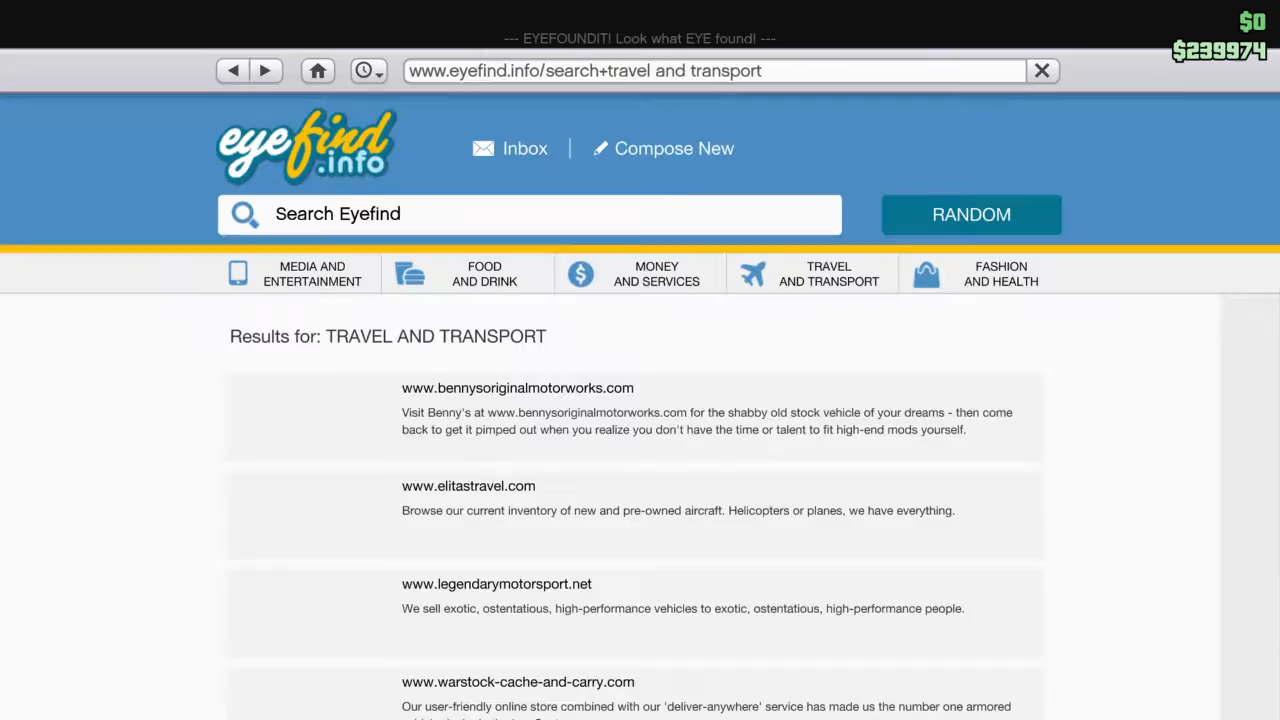 $0
--- EYEFOUNDIT! Look what EYE found! ---
$239974
www.eyefind.info/search+travel and transport
eyefind
.info
Inbox
Compose New
Search Eyefind
RANDOM
MEDIA AND
ENTERTAINMENT
FOOD
AND DRINK
MONEY
AND SERVICES
TRAVEL
AND TRANSPORT
FASHION
AND HEALTH
Results for: TRAVEL AND TRANSPORT
www.bennysoriginalmotorworks.com
Visit Benny's at www.bennysoriginalmotorworks.com for the shabby old stock vehicle of your dreams - then come
back to get it pimped out when you realize you don't have the time or talent to fit high-end mods yourself.
www.elitastravel.com
Browse our current inventory of new and pre-owned aircraft. Helicopters or planes, we have everything.
www.legendarymotorsport.net
We sell exotic, ostentatious, high-performance vehicles to exotic, ostentatious, high-performance people.
www.warstock-cache-and-carry.com
Our user-friendly online store combined with our 'deliver-anywhere' service has made us the number one armored